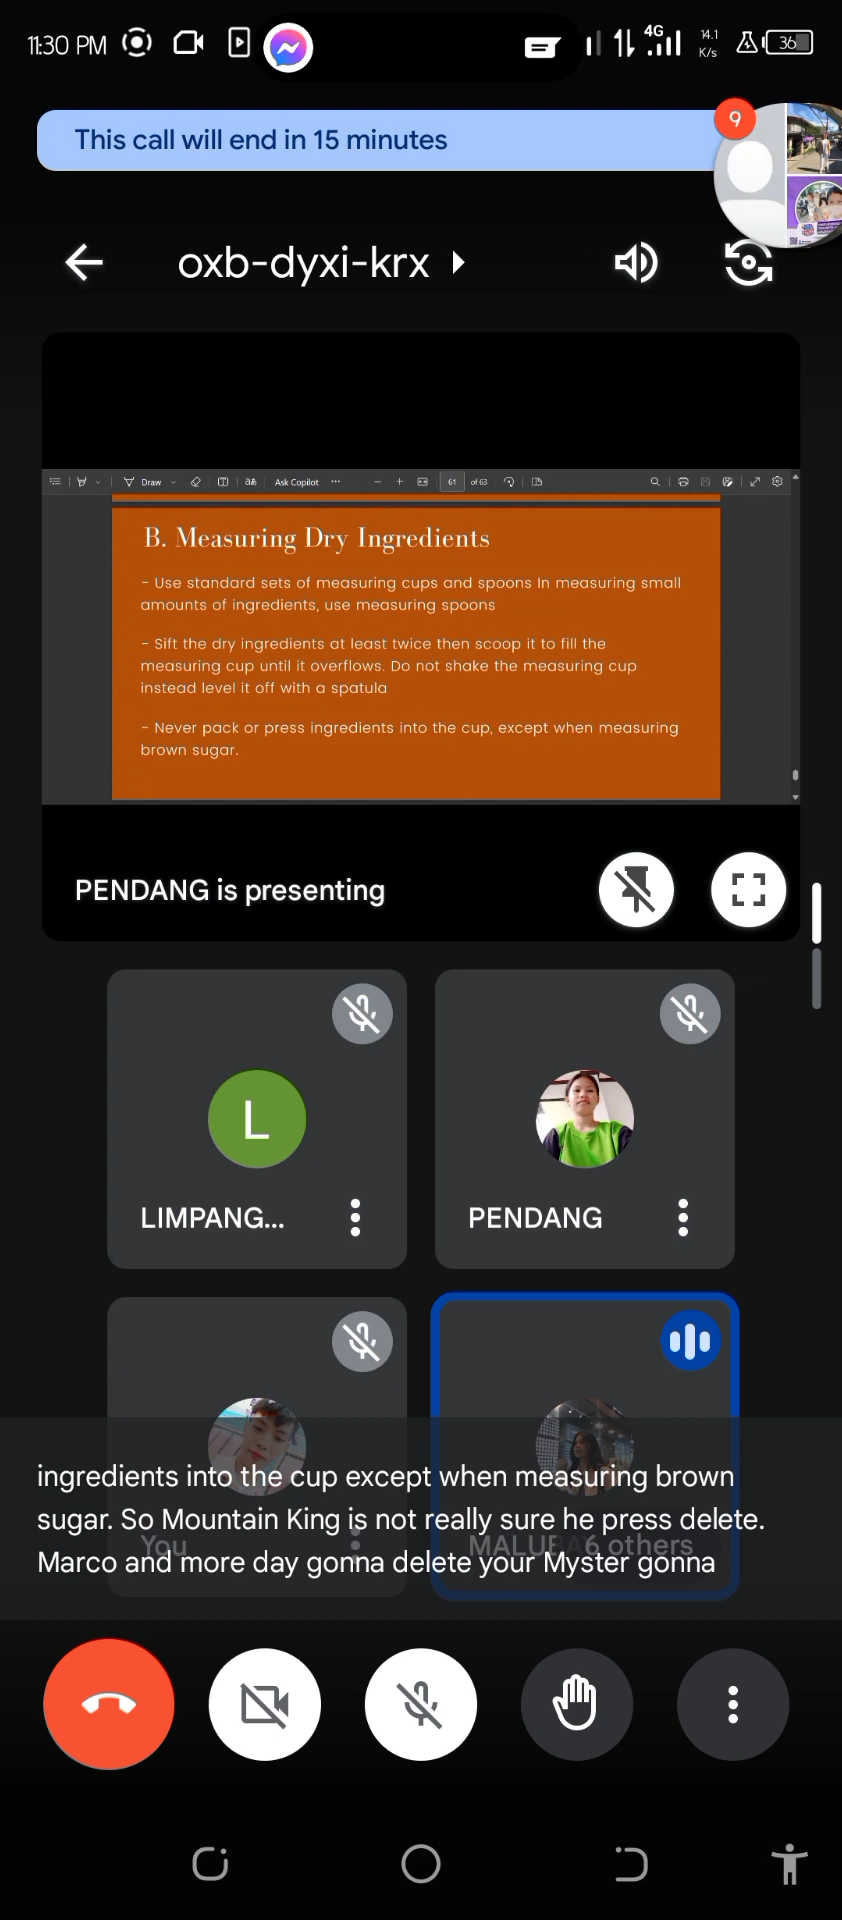 11:30 PM 4G 14.1 K/s 36
This call will end in 15 minutes
9
oxb-dyxi-krx
Draw aあ Ask Copilot 61 of 63
B. Measuring Dry Ingredients
- Use standard sets of measuring cups and spoons In measuring small
amounts of ingredients, use measuring spoons
- Sift the dry ingredients at least twice then scoop it to fill the
measuring cup until it overflows. Do not shake the measuring cup
instead level it off with a spatula
- Never pack or press ingredients into the cup, except when measuring
brown sugar.
PENDANG is presenting
L
LIMPANG...
PENDANG
ingredients into the cup except when measuring brown
sugar. So Mountain King is not really sure he press delete.
You 6 others
Marco and more day gonna delete your Myster gonna